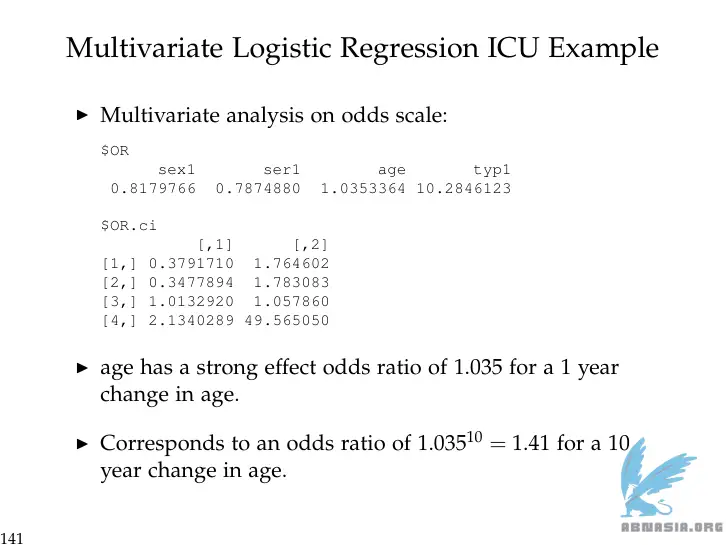 Multivariate Logistic Regression ICU Example
▶ Multivariate analysis on odds scale:
$OR
sex1 ser1 age typ1
0.8179766 0.7874880 1.0353364 10.2846123
$OR.ci
[,1] [,2]
[1,] 0.3791710 1.764602
[2,] 0.3477894 1.783083
[3,] 1.0132920 1.057860
[4,] 2.1340289 49.565050
▶ age has a strong effect odds ratio of 1.035 for a 1 year
change in age.
▶ Corresponds to an odds ratio of 1.035¹⁰ = 1.41 for a 10
year change in age.
ABMASIA.ORG
141